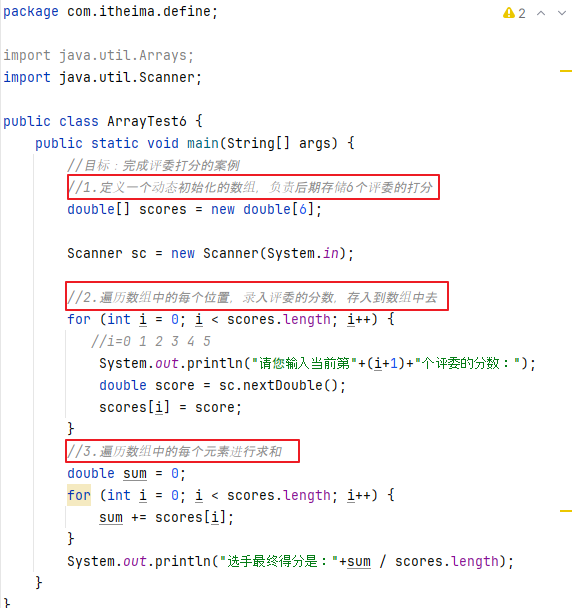 package com.itheima.define;
2
import java.util.Arrays;
import java.util.Scanner;
public class ArrayTest6 {
public static void main(String[] args) {
//目标：完成评委打分的案例
//1.定义一个动态初始化的数组，负责后期存储6个评委的打分
double[] scores = new double[6];
Scanner sc = new Scanner(System.in);
//2.遍历数组中的每个位置，录入评委的分数，存入到数组中去
for (int i = 0; i < scores.length; i++) {
//i=0 1 2 3 4 5
System.out.println("请您输入当前第"+(i+1)+"个评委的分数：");
double score = sc.nextDouble();
scores[i] = score;
}
//3.遍历数组中的每个元素进行求和
double sum = 0;
for (int i = 0; i < scores.length; i++) {
sum += scores[i];
}
System.out.println("选手最终得分是："+sum / scores.length);
}
}